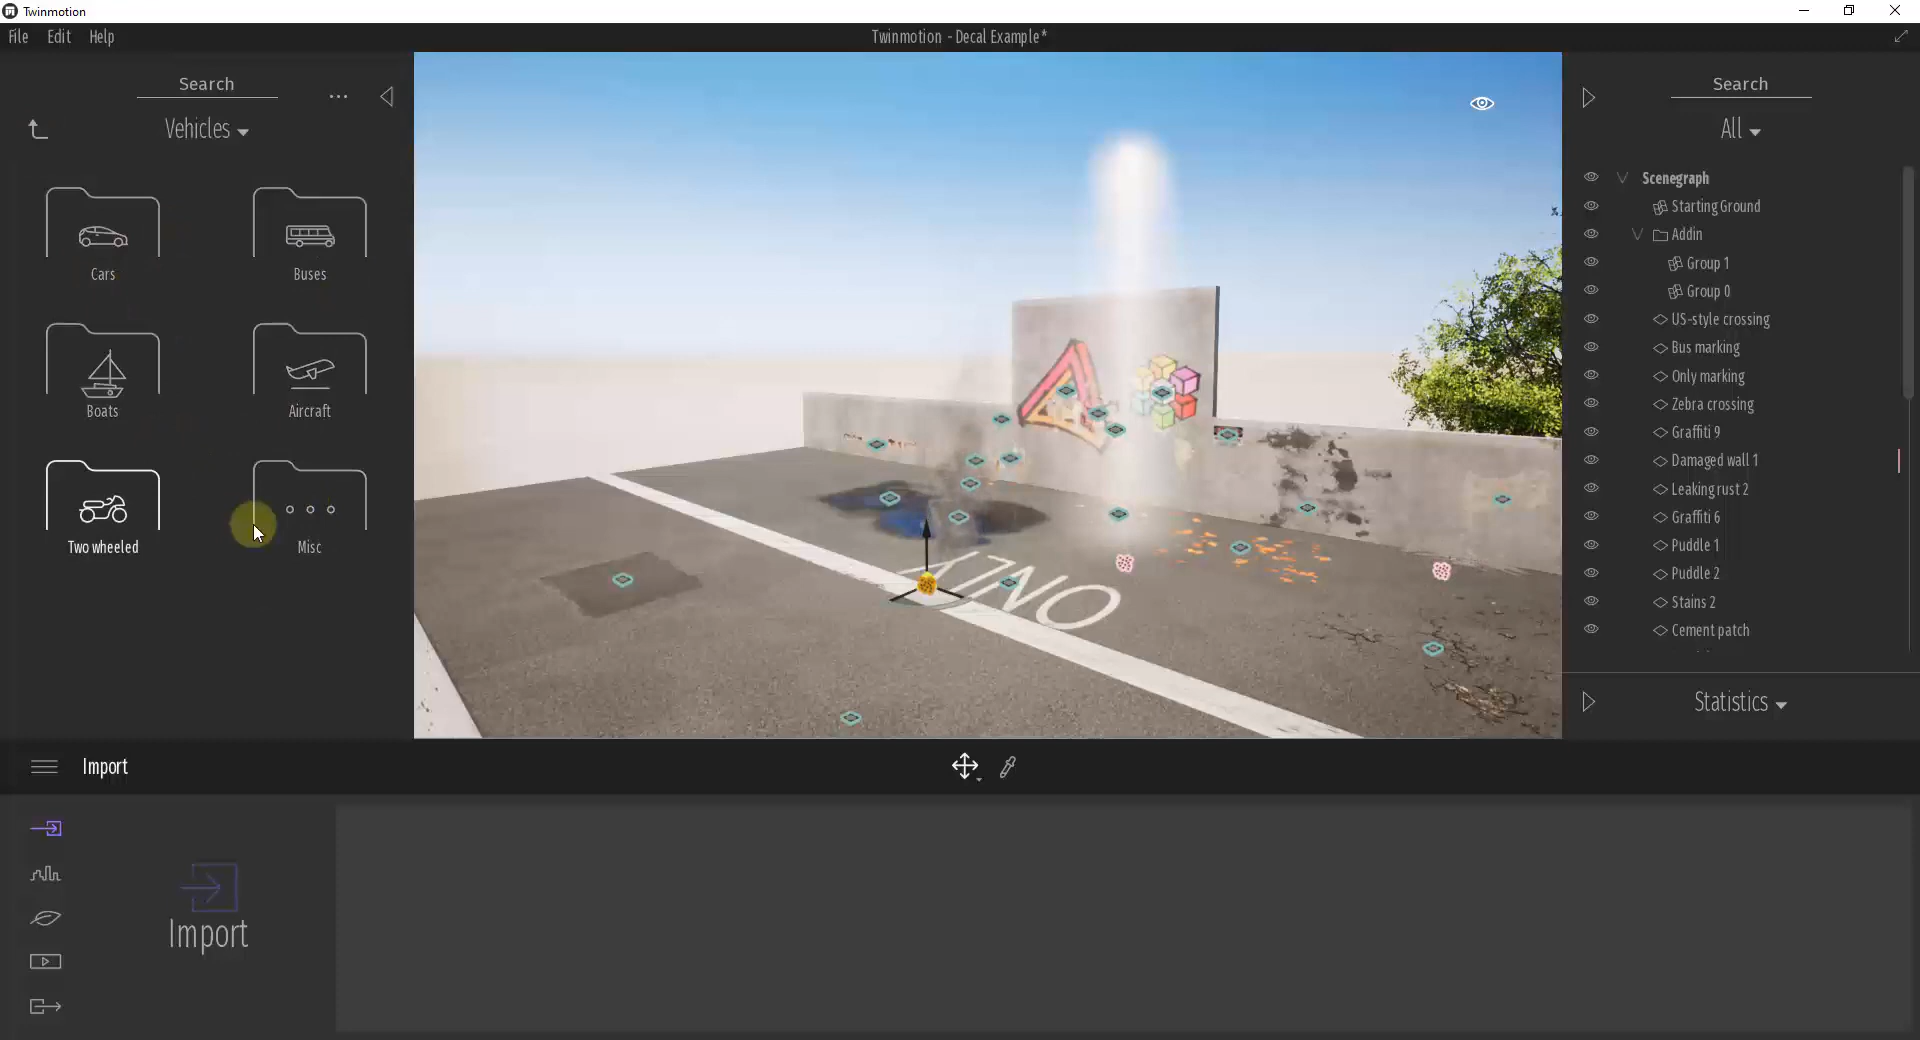 Twinmotion
File Edit Help
Twinmotion - Decal Example*
Search
Vehicles
Cars
Buses
Boats
Aircraft
Two wheeled
Misc
ONLY
Search
All
Scenegraph
Starting Ground
Addin
Group 1
Group 0
US-style crossing
Bus marking
Only marking
Zebra crossing
Graffiti 9
Damaged wall 1
Leaking rust 2
Graffiti 6
Puddle 1
Puddle 2
Stains 2
Cement patch
Statistics
Import
Import